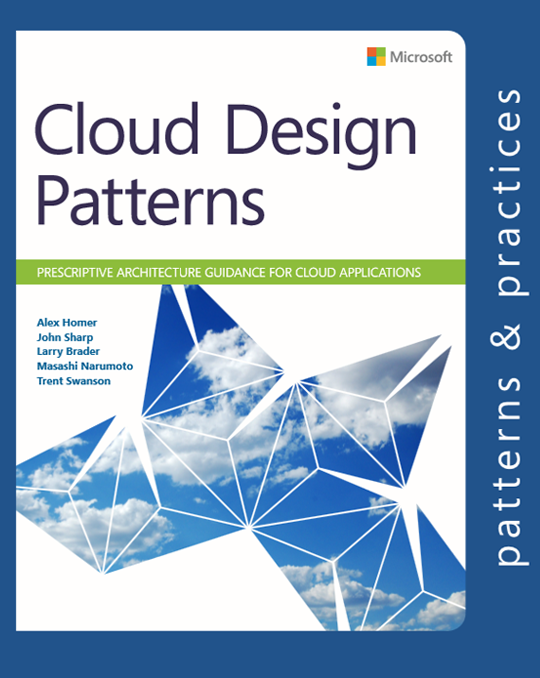 Microsoft
Cloud Design
Patterns
PRESCRIPTIVE ARCHITECTURE GUIDANCE FOR CLOUD APPLICATIONS
Alex Homer
John Sharp
Larry Brader
Masashi Narumoto
Trent Swanson
patterns & practices